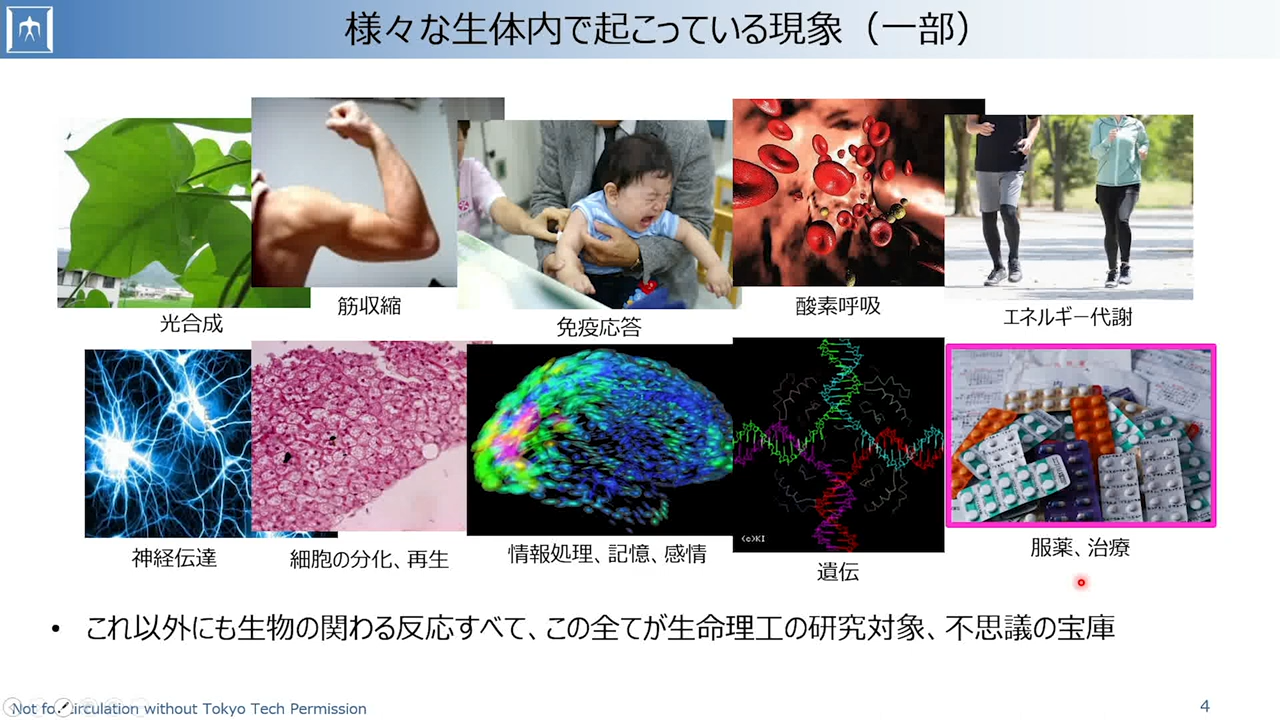 様々な生体内で起こっている現象（一部）
光合成
筋収縮
免疫応答
酸素呼吸
エネルギー代謝
神経伝達
細胞の分化、再生
情報処理、記憶、感情
(c)KI
遺伝
服薬、治療
• これ以外にも生物の関わる反応すべて、この全てが生命理工の研究対象、不思議の宝庫
Not for Circulation without Tokyo Tech Permission
4